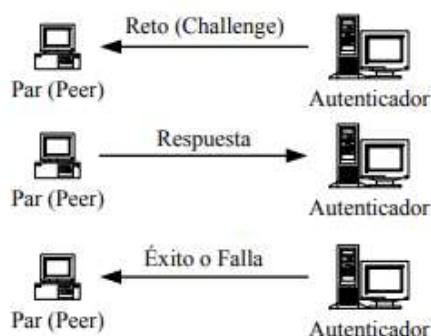 Reto (Challenge)
Par (Peer)
Autenticador
Respuesta
Par (Peer)
Autenticador
Éxito o Falla
Par (Peer)
Autenticador